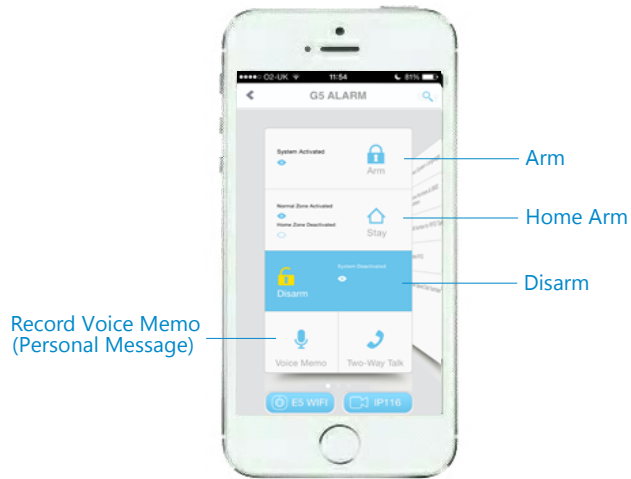 O2-UK 11:54 81%
G5 ALARM
System Activated
Arm
Arm
Normal Zone Activated
Home Zone Deactivated
Stay
Home Arm
System Deactivated
Disarm
Disarm
Record Voice Memo
(Personal Message)
Voice Memo Two-Way Talk
E5 WIFI IP116